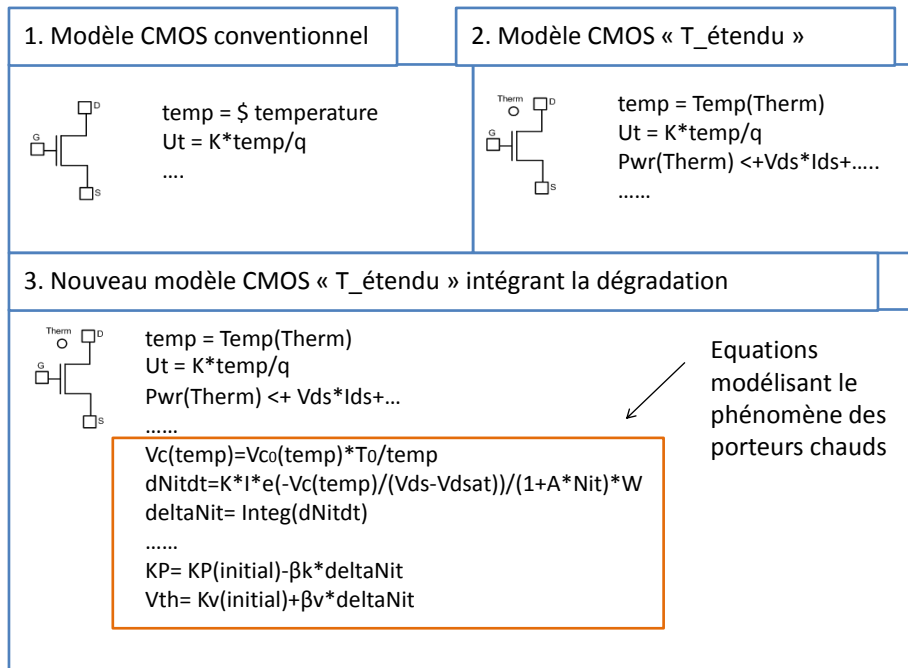 1. Modèle CMOS conventionnel
D
G
S
temp = $ temperature
Ut = K*temp/q
....
2. Modèle CMOS « T_étendu »
Therm
D
G
S
temp = Temp(Therm)
Ut = K*temp/q
Pwr(Therm) <+Vds*Ids+.....
......
3. Nouveau modèle CMOS « T_étendu » intégrant la dégradation
Therm
D
G
S
temp = Temp(Therm)
Ut = K*temp/q
Pwr(Therm) <+ Vds*Ids+...
......
Vc(temp)=Vc₀(temp)*T₀/temp
dNitdt=K*I*e(-Vc(temp)/(Vds-Vdsat))/(1+A*Nit)*W
deltaNit= Integ(dNitdt)
......
KP= KP(initial)-βk*deltaNit
Vth= Kv(initial)+βv*deltaNit
Equations
modélisant le
phénomène des
porteurs chauds